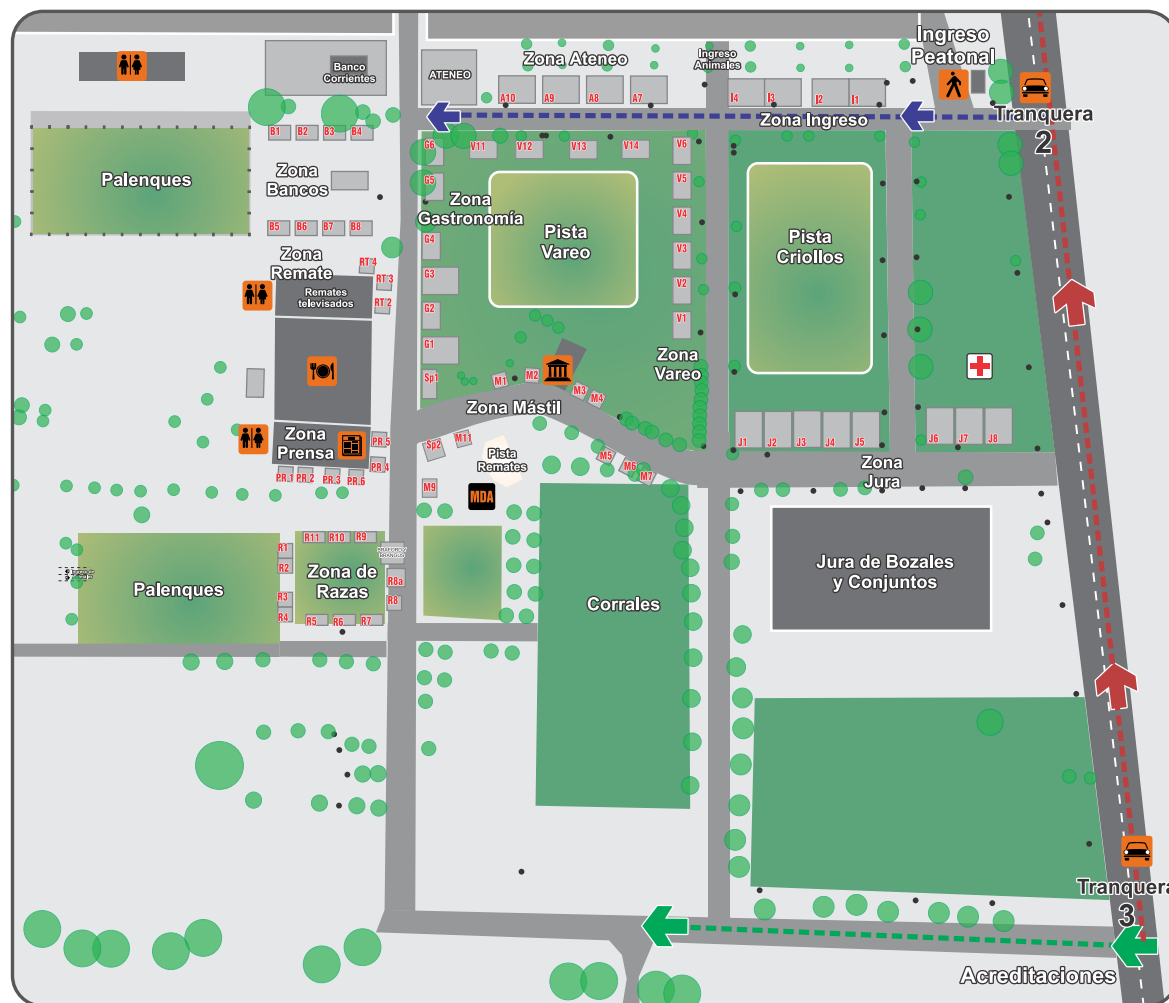 Ingreso
Peatonal
Banco
Corrientes
ATENEO
Zona Ateneo
Ingreso
Animales
A10
A9
A8
A7
I4
I3
I2
I1
Tranquera
2
Zona Ingreso
B1
B2
B3
B4
Palenques
Zona
Bancos
B5
B6
B7
B8
G6
G5
V11
V12
V13
V14
V6
V5
V4
V3
V2
V1
Zona
Gastronomía
G4
G3
G2
G1
Sp1
Pista
Vareo
Pista
Criollos
Zona
Remate
RT 4
RT 3
RT 2
Remates
televisados
Zona
Vareo
M1
M2
M3
M4
Zona Mástil
Zona
Prensa
PR 5
PR 4
PR 1
PR 2
PR 3
PR 6
Sp2
M11
Pista
Remates
M9
MDA
M5
M6
M7
J1
J2
J3
J4
J5
J6
J7
J8
Zona
Jura
R11
R10
R9
R1
R2
R3
R4
Palenques
Zona de
Razas
BRAFORD Y
BRANGUS
R8a
R8
R5
R6
R7
Corrales
Jura de Bozales
y Conjuntos
Tranquera
3
Acreditaciones